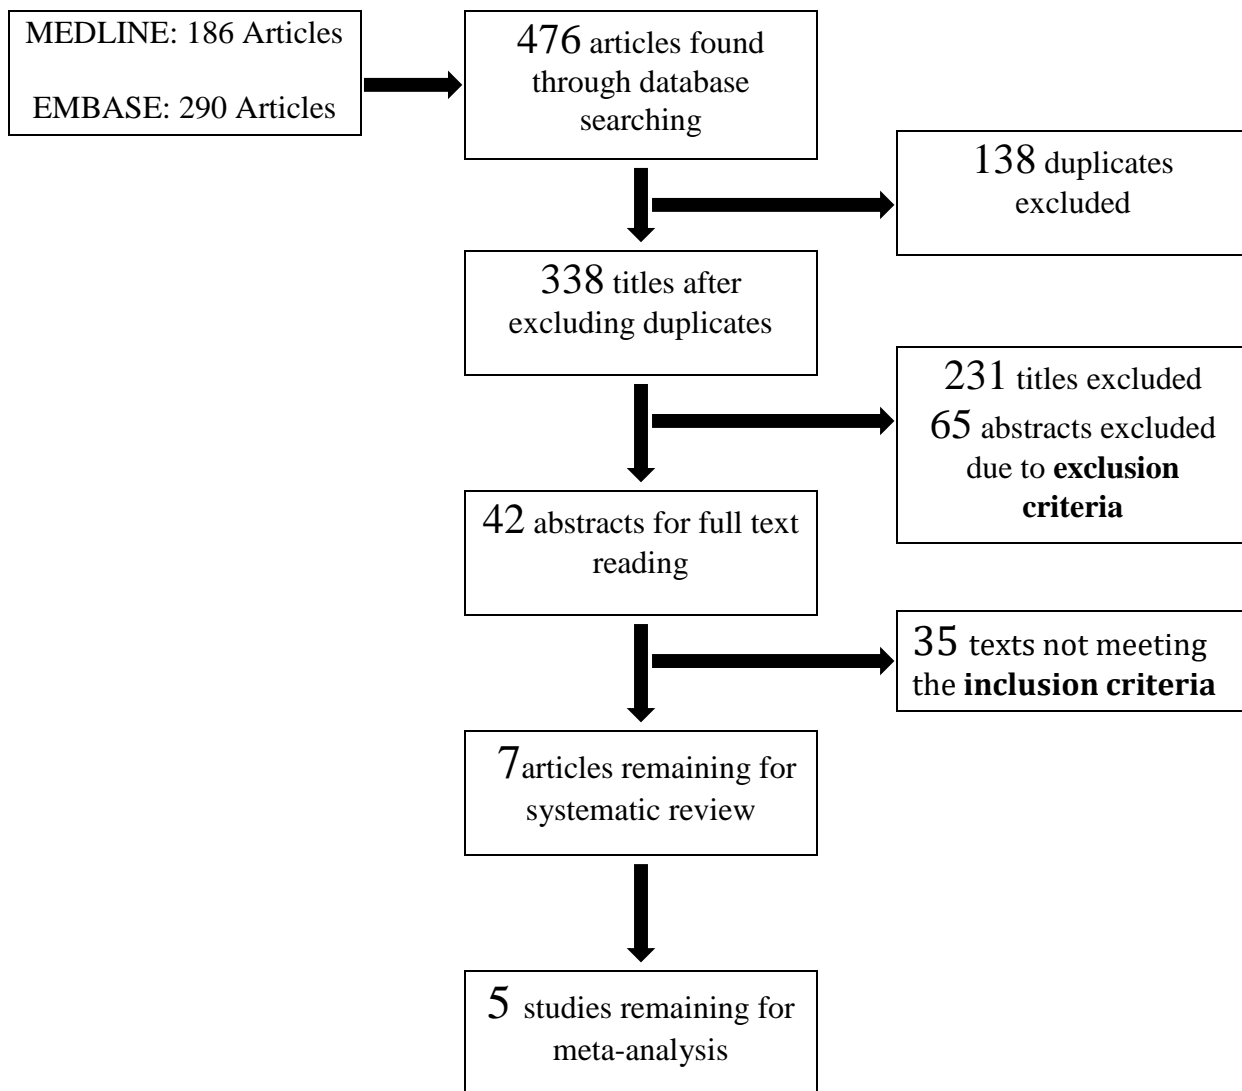 MEDLINE: 186 Articles
EMBASE: 290 Articles
476 articles found
through database
searching
138 duplicates
excluded
338 titles after
excluding duplicates
231 titles excluded
65 abstracts excluded
due to exclusion
criteria
42 abstracts for full text
reading
35 texts not meeting
the inclusion criteria
7articles remaining for
systematic review
5 studies remaining for
meta-analysis